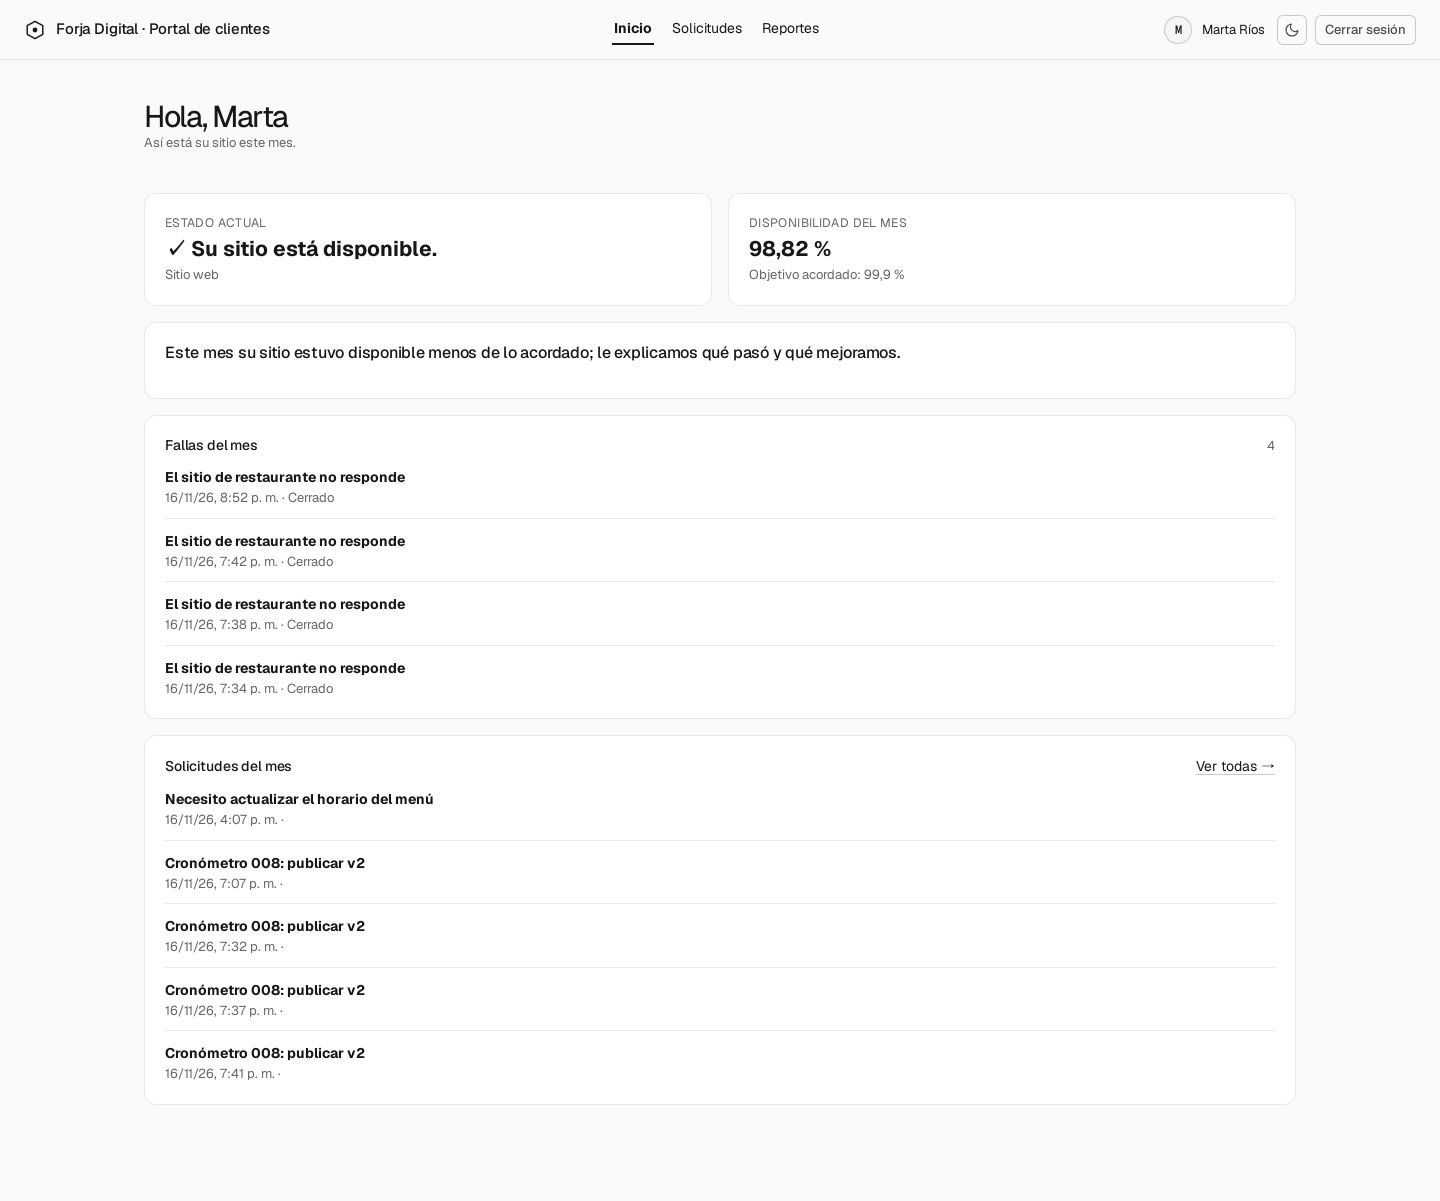 Forja Digital · Portal de clientes
Inicio
Solicitudes
Reportes
M
Marta Ríos
Cerrar sesión
Hola, Marta
Así está su sitio este mes.
ESTADO ACTUAL
✓ Su sitio está disponible.
Sitio web
DISPONIBILIDAD DEL MES
98,82 %
Objetivo acordado: 99,9 %
Este mes su sitio estuvo disponible menos de lo acordado; le explicamos qué pasó y qué mejoramos.
Fallas del mes
4
El sitio de restaurante no responde
16/11/26, 8:52 p. m. · Cerrado
El sitio de restaurante no responde
16/11/26, 7:42 p. m. · Cerrado
El sitio de restaurante no responde
16/11/26, 7:38 p. m. · Cerrado
El sitio de restaurante no responde
16/11/26, 7:34 p. m. · Cerrado
Solicitudes del mes
Ver todas →
Necesito actualizar el horario del menú
16/11/26, 4:07 p. m. ·
Cronómetro 008: publicar v2
16/11/26, 7:07 p. m. ·
Cronómetro 008: publicar v2
16/11/26, 7:32 p. m. ·
Cronómetro 008: publicar v2
16/11/26, 7:37 p. m. ·
Cronómetro 008: publicar v2
16/11/26, 7:41 p. m. ·